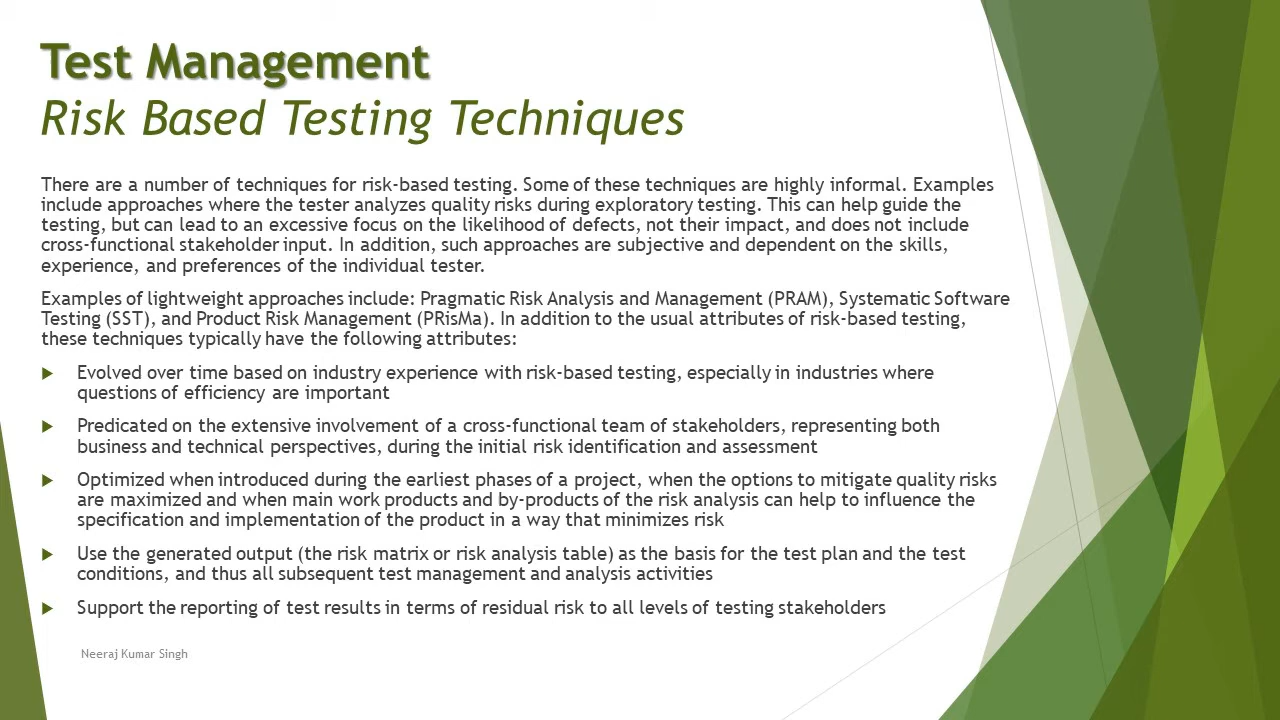 Test Management
Risk Based Testing Techniques
There are a number of techniques for risk-based testing. Some of these techniques are highly informal. Examples
include approaches where the tester analyzes quality risks during exploratory testing. This can help guide the
testing, but can lead to an excessive focus on the likelihood of defects, not their impact, and does not include
cross-functional stakeholder input. In addition, such approaches are subjective and dependent on the skills,
experience, and preferences of the individual tester.
Examples of lightweight approaches include: Pragmatic Risk Analysis and Management (PRAM), Systematic Software
Testing (SST), and Product Risk Management (PRisMa). In addition to the usual attributes of risk-based testing,
these techniques typically have the following attributes:
Evolved over time based on industry experience with risk-based testing, especially in industries where
questions of efficiency are important
Predicated on the extensive involvement of a cross-functional team of stakeholders, representing both
business and technical perspectives, during the initial risk identification and assessment
Optimized when introduced during the earliest phases of a project, when the options to mitigate quality risks
are maximized and when main work products and by-products of the risk analysis can help to influence the
specification and implementation of the product in a way that minimizes risk
Use the generated output (the risk matrix or risk analysis table) as the basis for the test plan and the test
conditions, and thus all subsequent test management and analysis activities
Support the reporting of test results in terms of residual risk to all levels of testing stakeholders
Neeraj Kumar Singh